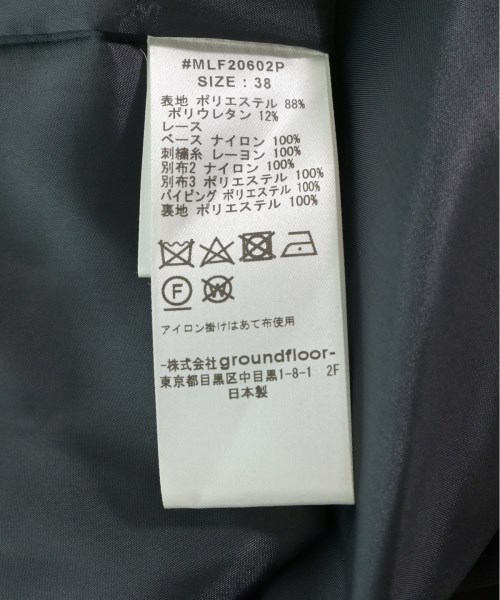 #MLF20602P
SIZE : 38
表地 ポリエステル 88%
ポリウレタン 12%
レース
ベース ナイロン 100%
刺繍糸 レーヨン 100%
別布2 ナイロン 100%
別布3 ポリエステル 100%
パイピング ポリエステル 100%
裏地 ポリエステル 100%
F W
アイロン掛けはあて布使用
-株式会社groundfloor-
東京都目黒区中目黒1-8-1 2F
日本製